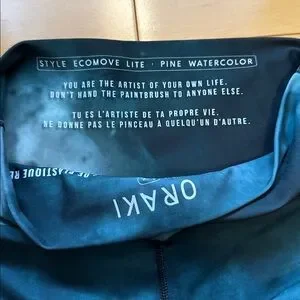 STYLE ECOMOVE LITE · PINE WATERCOLOR
YOU ARE THE ARTIST OF YOUR OWN LIFE.
DON'T HAND THE PAINTBRUSH TO ANYONE ELSE.
TU ES L'ARTISTE DE TA PROPRE VIE.
NE DONNE PAS LE PINCEAU À QUELQU'UN D'AUTRE.
ORAKI